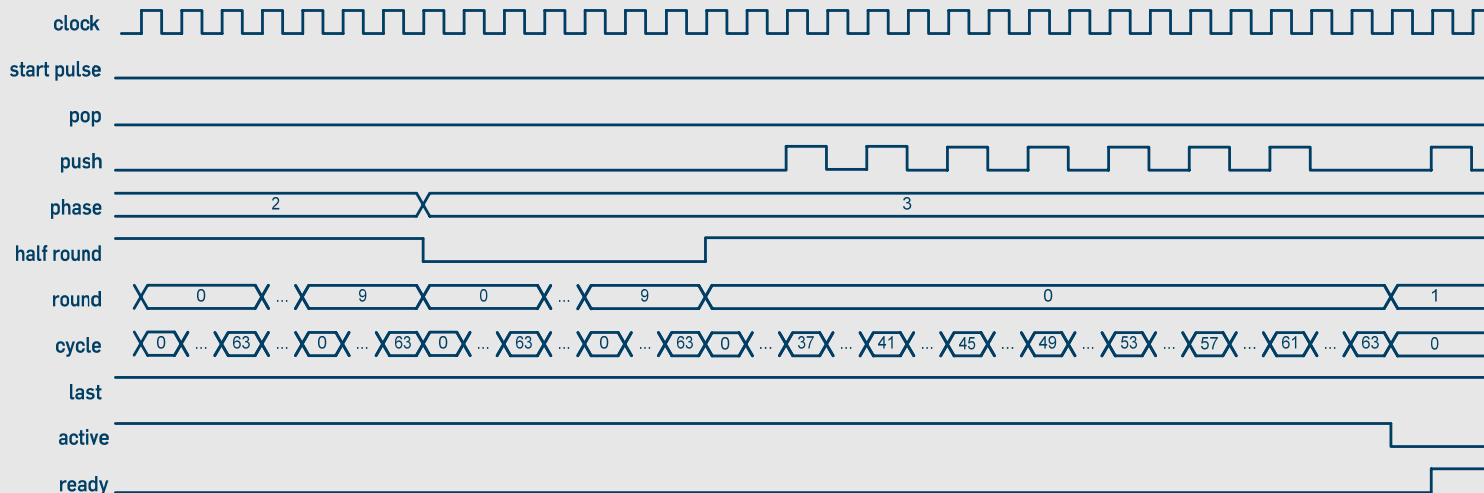 clock
start pulse
pop
push
phase 2 3
half round
round 0 ... 9 0 ... 9 0 1
cycle 0 ... 63 ... 0 ... 63 0 ... 63 ... 0 ... 63 0 ... 37 ... 41 ... 45 ... 49 ... 53 ... 57 ... 61 ... 63 0
last
active
ready